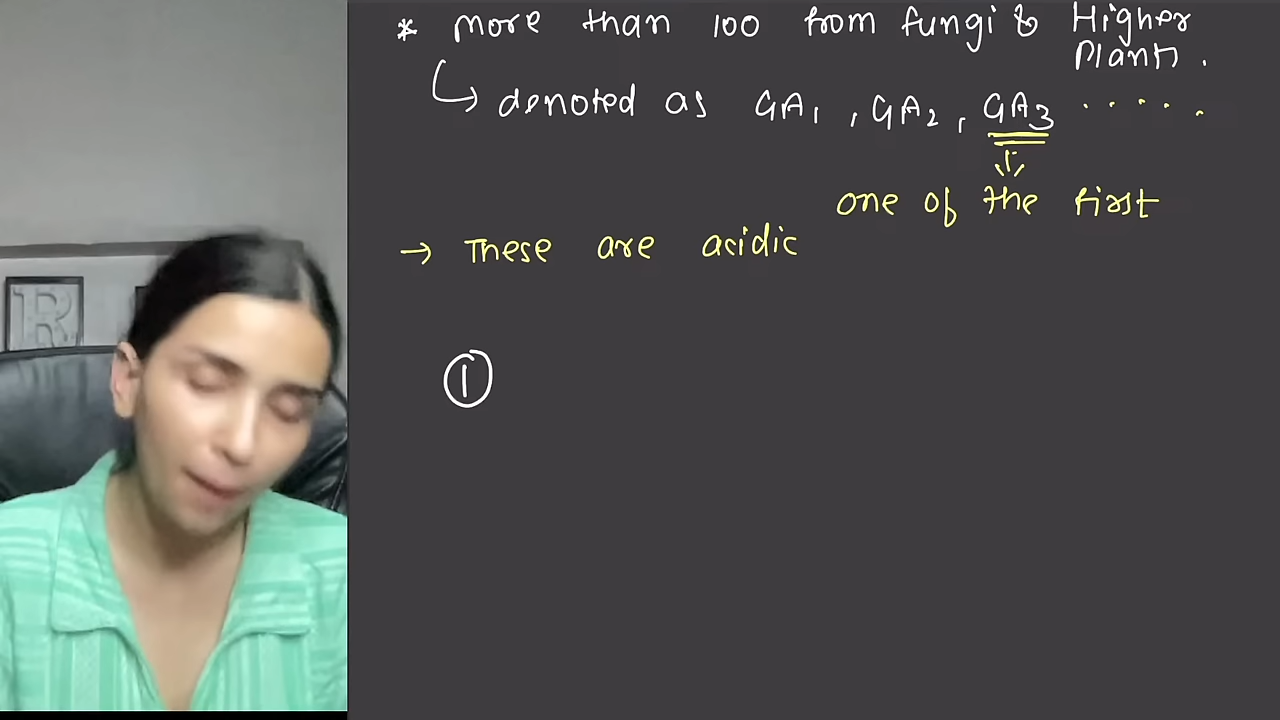 * more than 100 from fungi & Higher
Plants.
↳ denoted as GA₁, GA₂, GA₃ .....
one of the first
→ These are acidic
①
R